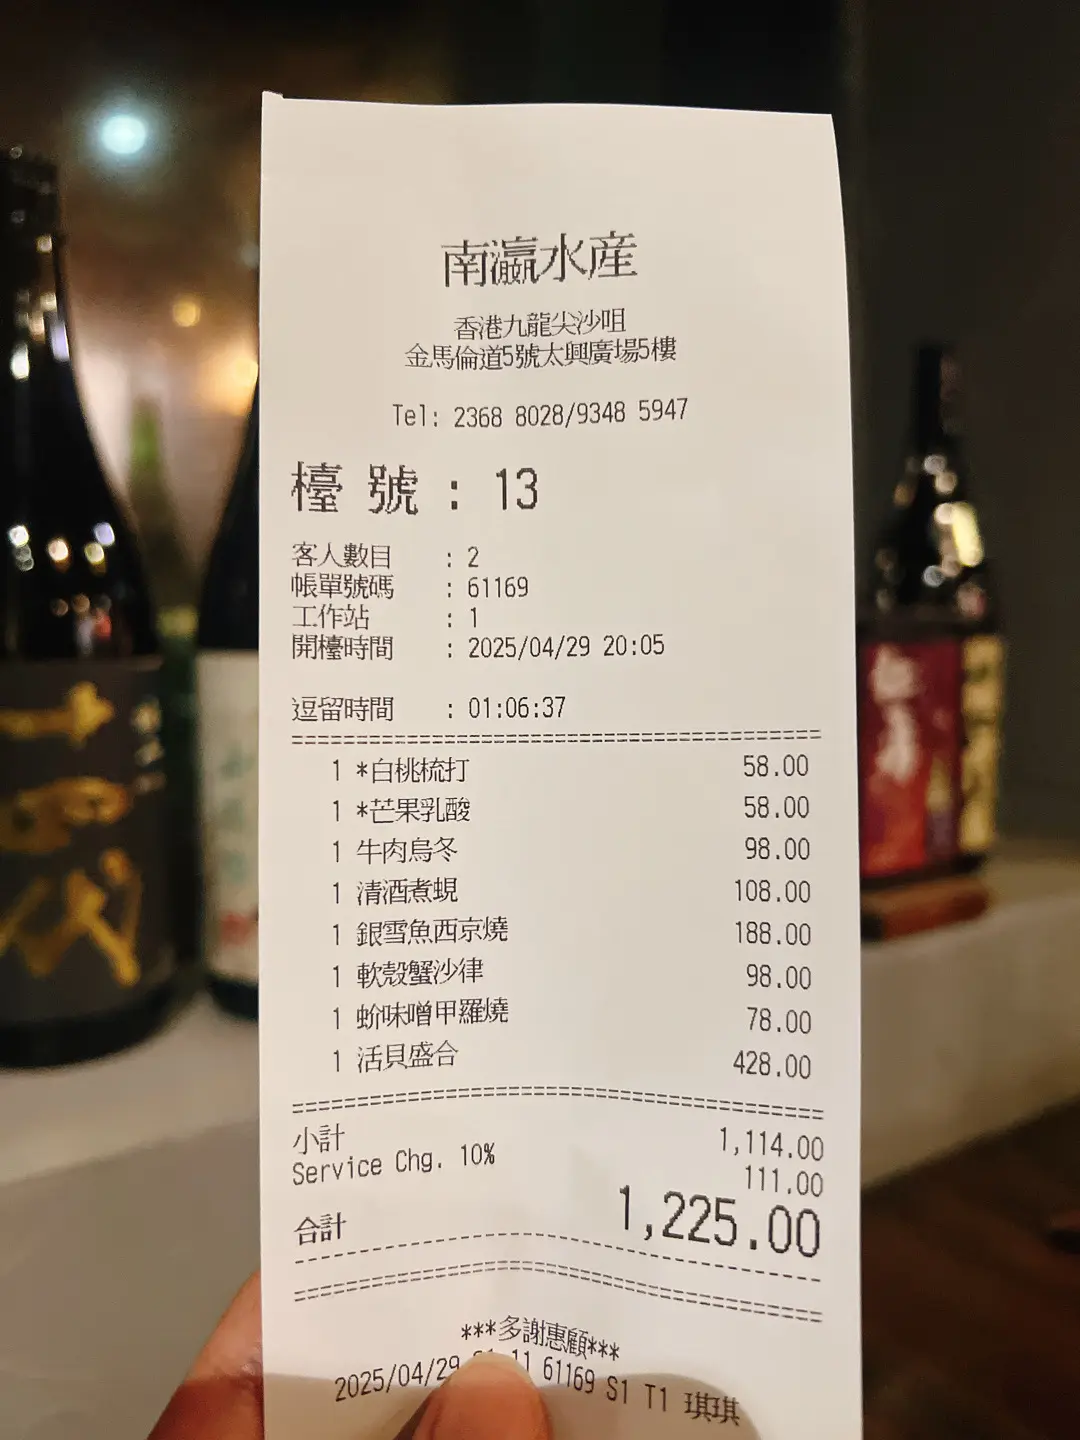 南瀛水産
香港九龍尖沙咀
金馬倫道5號太興廣場5樓
Tel: 2368 8028/9348 5947
檯 號 : 13
客人數目 : 2
帳單號碼 : 61169
工作站 : 1
開檯時間 : 2025/04/29 20:05
逗留時間 : 01:06:37
1 *白桃梳打 58.00
1 *芒果乳酸 58.00
1 牛肉烏冬 98.00
1 清酒煮蜆 108.00
1 銀雪魚西京燒 188.00
1 軟殼蟹沙律 98.00
1 蚧味噌甲羅燒 78.00
1 活貝盛合 428.00
小計 1,114.00
Service Chg. 10% 111.00
合計 1,225.00
***多謝惠顧***
2025/04/29 11 61169 S1 T1 琪琪